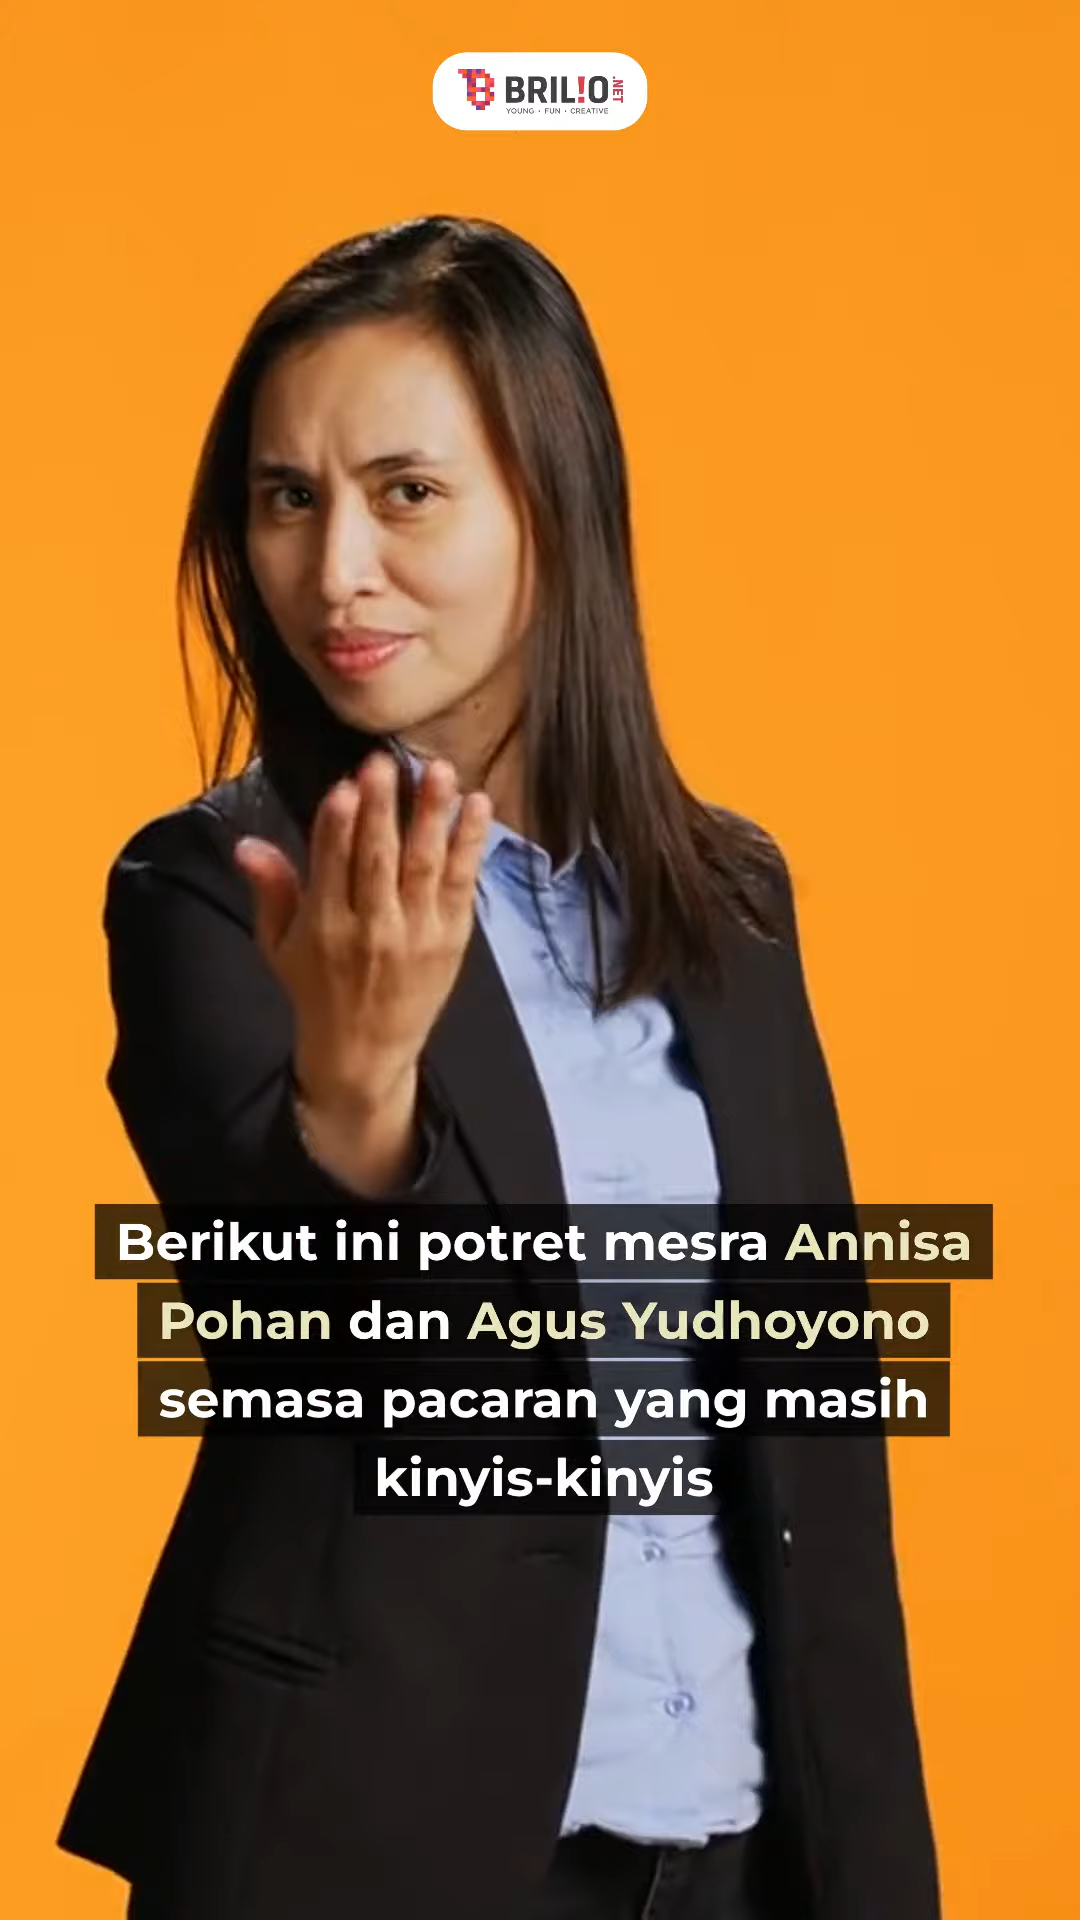 BRIL!O.NET
YOUNG • FUN • CREATIVE
Berikut ini potret mesra Annisa
Pohan dan Agus Yudhoyono
semasa pacaran yang masih
kinyis-kinyis